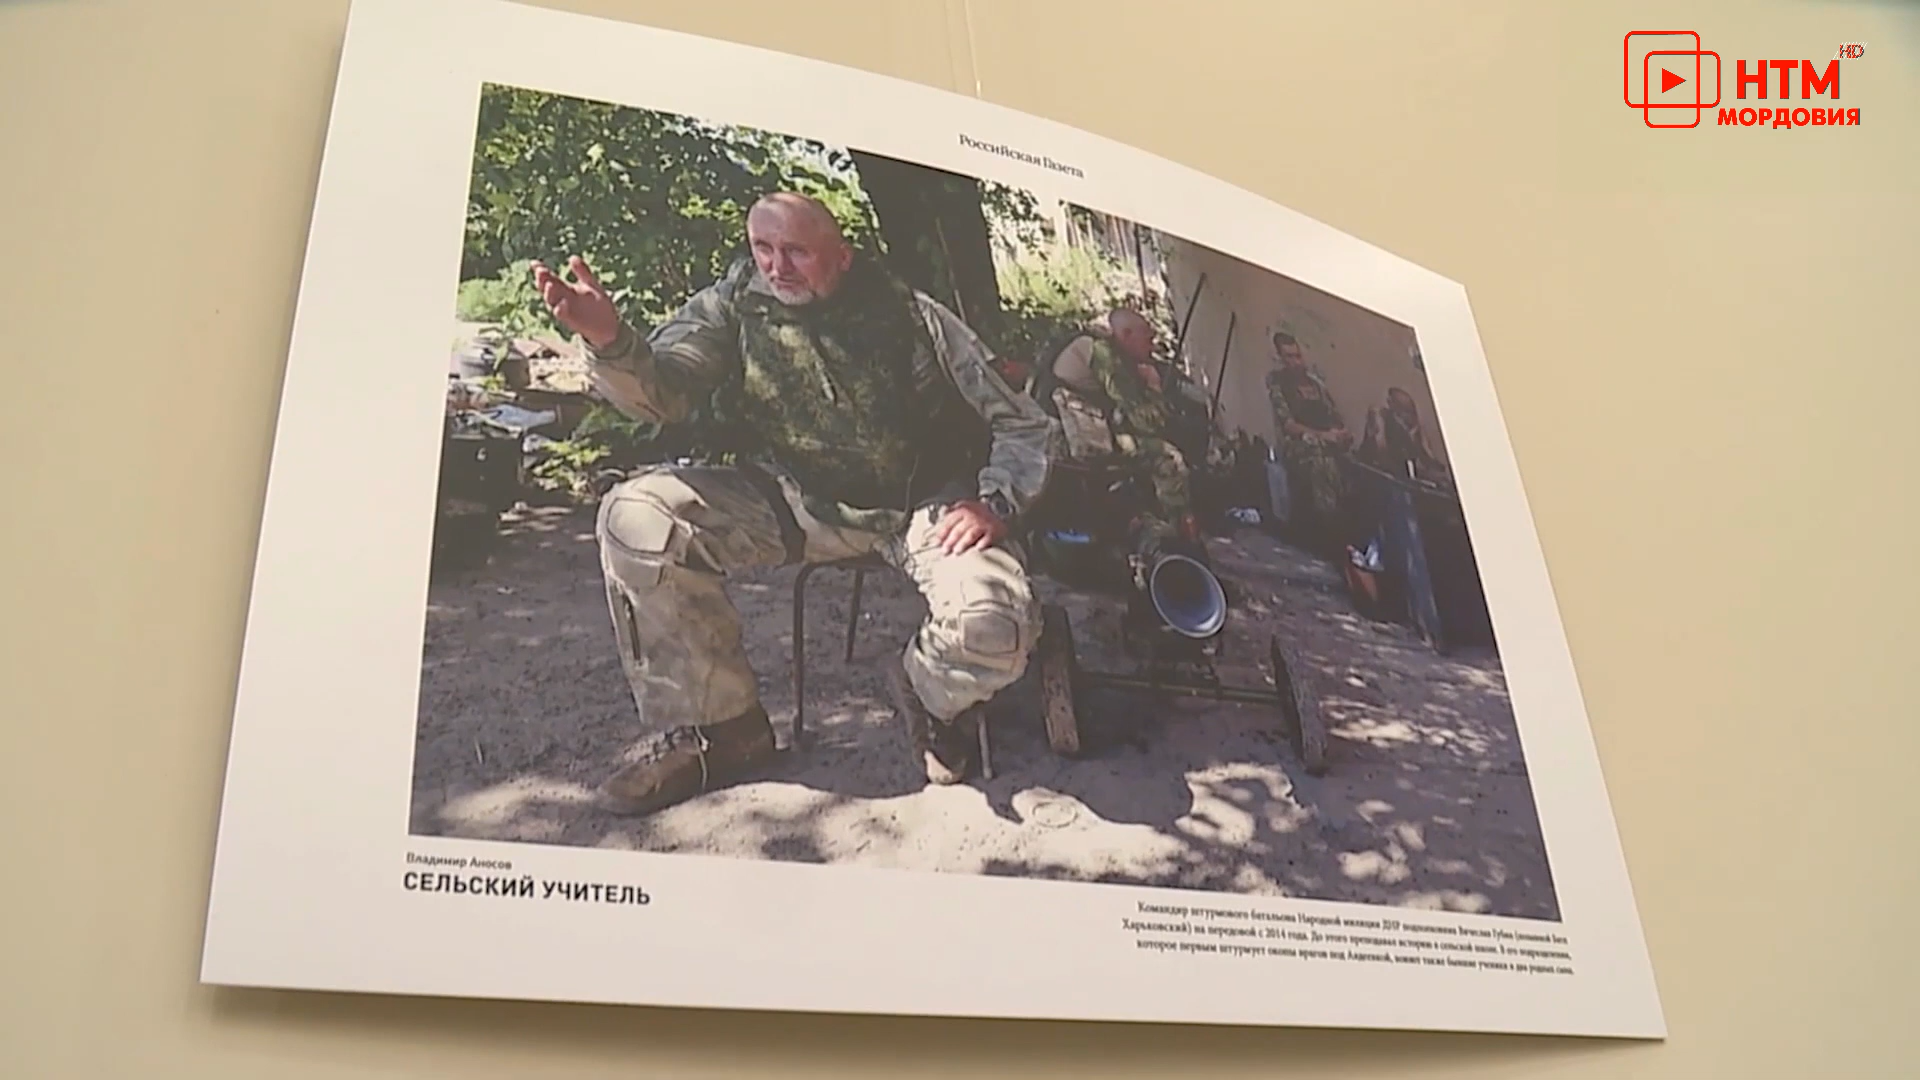 HD
НТМ
МОРДОВИЯ
Российская Газета
Владимир Аносов
СЕЛЬСКИЙ УЧИТЕЛЬ
Командир штурмового батальона Народной милиции ДНР подполковник Вячеслав Губин (позывной
Харьковский) на передовой с 2014 года. До этого преподавал историю в сельской школе. В его подразделении,
которое первым штурмует окопы врагов под Авдеевкой, воюют также бывшие ученики и два родных сына.